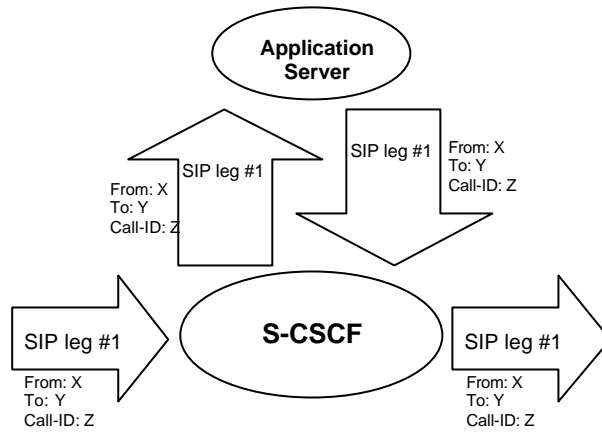 Application
Server
SIP leg #1
From: X
To: Y
Call-ID: Z
SIP leg #1
From: X
To: Y
Call-ID: Z
S-CSCF
SIP leg #1
From: X
To: Y
Call-ID: Z
SIP leg #1
From: X
To: Y
Call-ID: Z